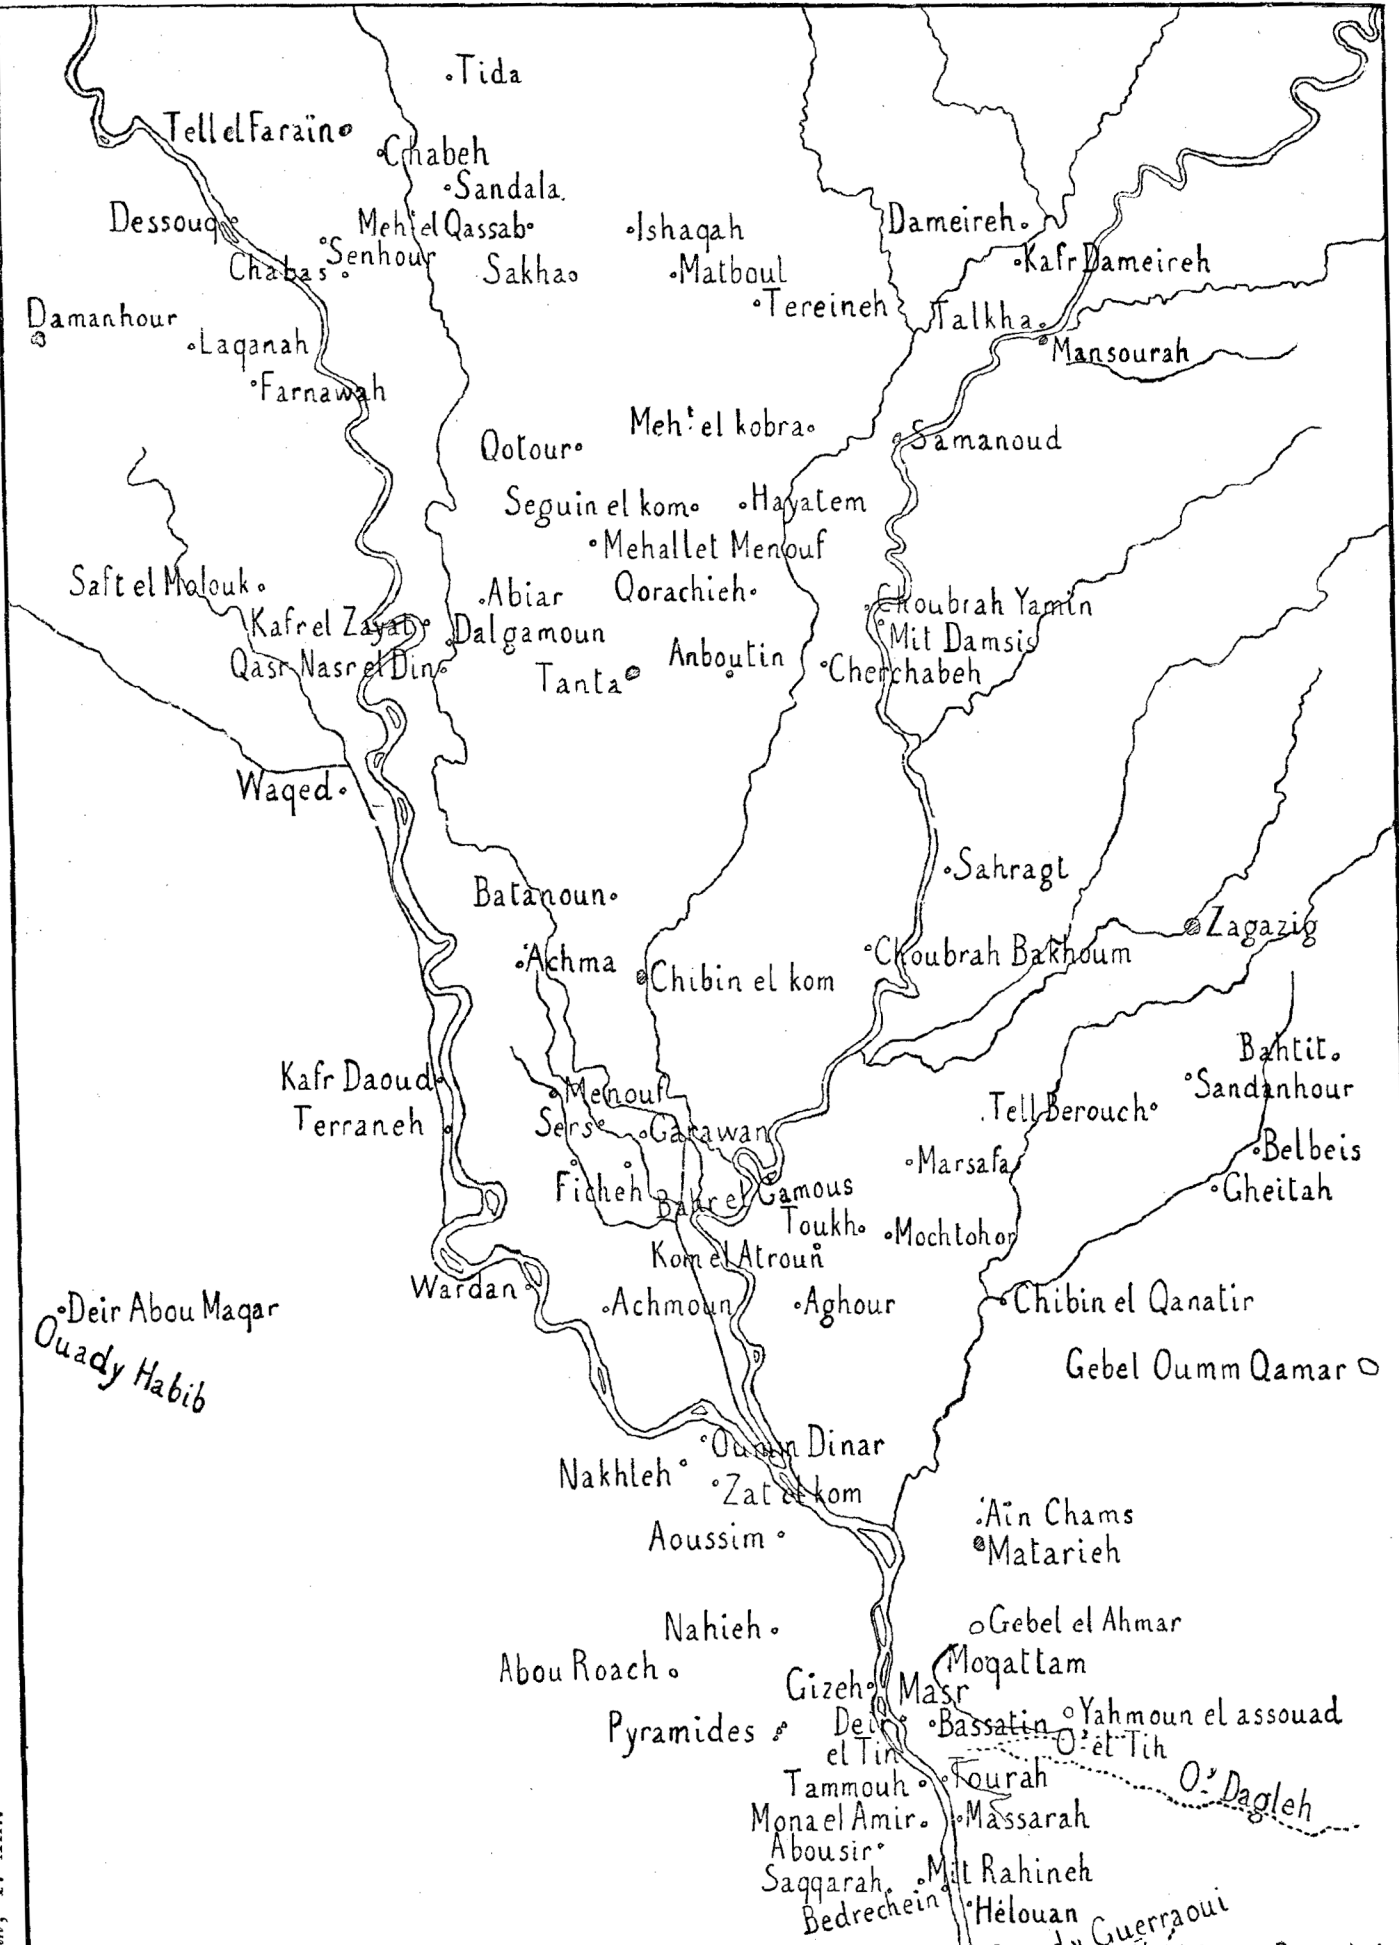 Tida
Tell el Faraïn
Chabeh
Sandala.
Dessouq
Meh.t el Qassab
Ishaqah
Dameireh
Senhour
Chabas
Sakha
Matboul
Kafr Dameireh
Tereineh
Talkha
Damanhour
Laqanah
Mansourah
Farnawah
Meh.t el kobra
Qotour
Samanoud
Seguin el kom
Hayatem
Mehallet Menouf
Saft el Molouk
Abiar
Qorachieh
Choubrah Yamin
Kafr el Zayat
Dalgamoun
Mit Damsis
Qasr Nasr el Din
Tanta
Anboutin
Cherchabeh
Waqed
Sahragt
Batanoun
Zagazig
Achma
Chibin el kom
Choubrah Bakhoum
Bahtit
Kafr Daoud
Menouf
Sandanhour
Terraneh
Sers
Garawan
Tell Berouch
Marsafa
Belbeis
Ficheh
Bahr el Gamous
Gheitah
Toukh
Mochtohor
Kom el Atroun
Wardan
Achmoun
Aghour
Chibin el Qanatir
Deir Abou Maqar
Ouady Habib
Gebel Oumm Qamar
Oumm Dinar
Nakhleh
Zat el kom
Aïn Chams
Aoussim
Matarieh
Nahieh
Gebel el Ahmar
Abou Roach
Moqattam
Gizeh
Masr
Pyramides
Deir
el Tin
Bassatin
Yahmoun el assouad
O.y et Tih
Tammouh
Tourah
O.y Dagleh
Mona el Amir
Massarah
Abousir
Saqqarah
Mit Rahineh
Bedrechein
Hélouan
Guerraoui